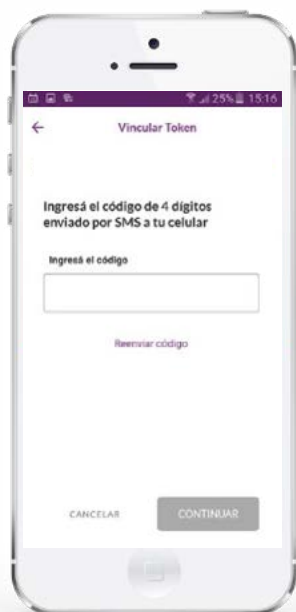 25% 15:16
Vincular Token
Ingresá el código de 4 dígitos
enviado por SMS a tu celular
Ingresá el código
Reenviar código
CANCELAR CONTINUAR